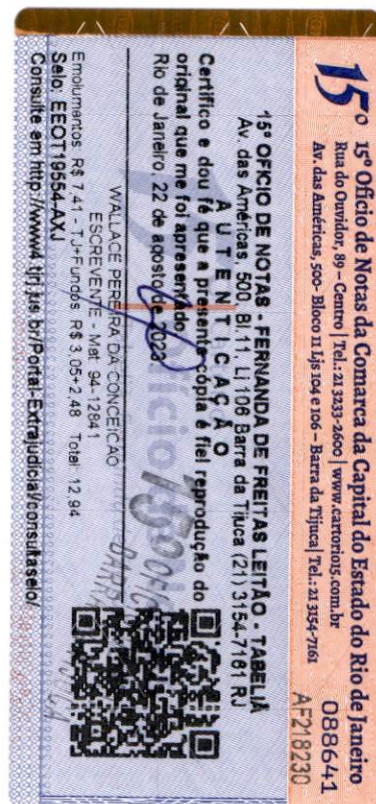 15º 15º Ofício de Notas da Comarca da Capital do Estado do Rio de Janeiro
Rua do Ouvidor, 89 – Centro | Tel.: 21 3233-2600 | www.cartorio15.com.br
Av. das Américas, 500 - Bloco 11 Ljs 104 e 106 – Barra da Tijuca | Tel.: 21 3154-7161
088641
AF218230
15º OFICIO DE NOTAS - FERNANDA DE FREITAS LEITÃO - TABELIÃ
Av. das Américas, 500, Bl.11, Lj 106 Barra da Tijuca (21) 3154-7161 RJ
A U T E N T I C A Ç Ã O
Certifico e dou fé que a presente cópia é fiel reprodução do
original que me foi apresentado.
Rio de Janeiro, 22 de agosto de 2023
WALLACE PEREIRA DA CONCEICAO
ESCREVENTE - Mat. 94-12841
Emolumentos: R$ 7,41 - TJ+Fundos R$ 3,05+2,48 Total: 12,94
Selo: EEOT19554-AXJ
Consulte em http://www4.tjrj.jus.br/Portal-Extrajudicial/consultaselo/